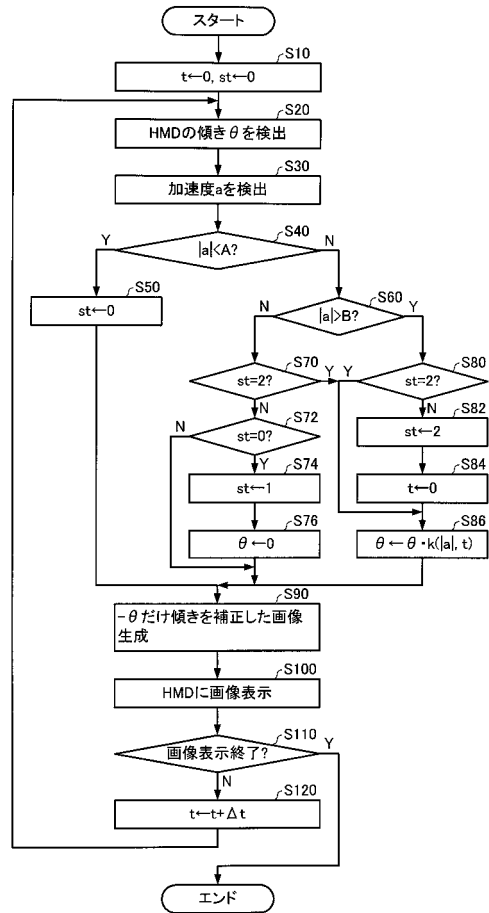 スタート
S10
t←0, st←0
S20
HMDの傾きθを検出
S30
加速度aを検出
S40
|a|<A?
Y
N
S50
st←0
S60
|a|>B?
N
Y
S70
st=2?
Y
Y
S80
st=2?
N
N
S72
st=0?
N
Y
S82
st←2
S74
st←1
S84
t←0
S76
θ←0
S86
θ←θ・k(|a|, t)
S90
-θだけ傾きを補正した画像
生成
S100
HMDに画像表示
S110
画像表示終了?
Y
N
S120
t←t+Δt
エンド